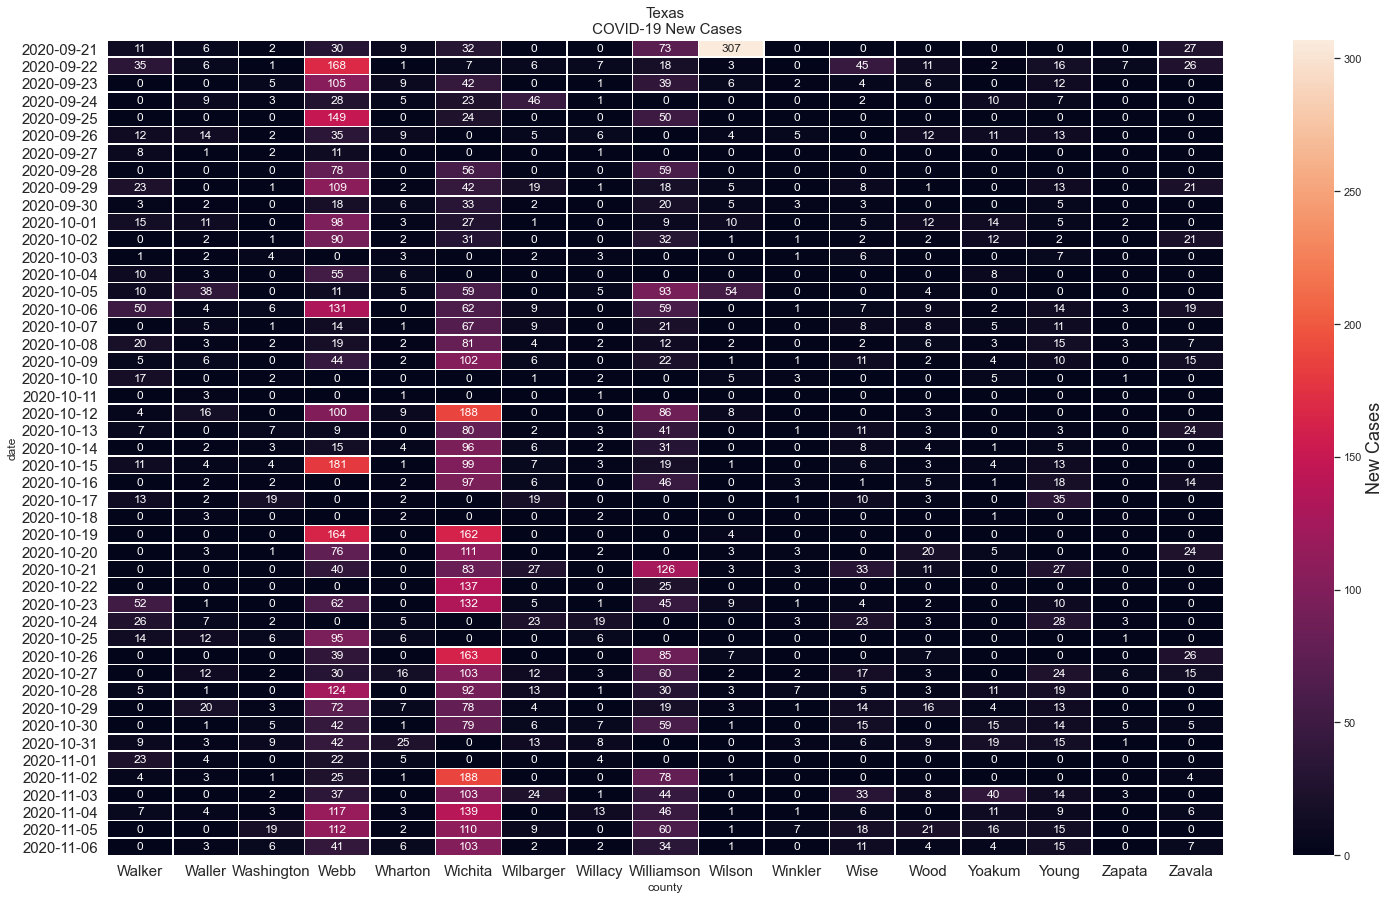 Texas
COVID-19 New Cases
2020-09-21 11 6 2 30 9 32 0 0 73 307 0 0 0 0 0 0 27
2020-09-22 35 6 1 168 1 7 6 7 18 3 0 45 11 2 16 7 26
2020-09-23 0 0 5 105 9 42 0 1 39 6 2 4 6 0 12 0 0
2020-09-24 0 9 3 28 5 23 46 1 0 0 0 2 0 10 7 0 0
2020-09-25 0 0 0 149 0 24 0 0 50 0 0 0 0 0 0 0 0
2020-09-26 12 14 2 35 9 0 5 6 0 4 5 0 12 11 13 0 0
2020-09-27 8 1 2 11 0 0 0 1 0 0 0 0 0 0 0 0 0
2020-09-28 0 0 0 78 0 56 0 0 59 0 0 0 0 0 0 0 0
2020-09-29 23 0 1 109 2 42 19 1 18 5 0 8 1 0 13 0 21
2020-09-30 3 2 0 18 6 33 2 0 20 5 3 3 0 0 5 0 0
2020-10-01 15 11 0 98 3 27 1 0 9 10 0 5 12 14 5 2 0
2020-10-02 0 2 1 90 2 31 0 0 32 1 1 2 2 12 2 0 21
2020-10-03 1 2 4 0 3 0 2 3 0 0 1 6 0 0 7 0 0
2020-10-04 10 3 0 55 6 0 0 0 0 0 0 0 0 8 0 0 0
2020-10-05 10 38 0 11 5 59 0 5 93 54 0 0 4 0 0 0 0
2020-10-06 50 4 6 131 0 62 9 0 59 0 1 7 9 2 14 3 19
2020-10-07 0 5 1 14 1 67 9 0 21 0 0 8 8 5 11 0 0
2020-10-08 20 3 2 19 2 81 4 2 12 2 0 2 6 3 15 3 7
2020-10-09 5 6 0 44 2 102 6 0 22 1 1 11 2 4 10 0 15
2020-10-10 17 0 2 0 0 0 1 2 0 5 3 0 0 5 0 1 0
2020-10-11 0 3 0 0 1 0 0 1 0 0 0 0 0 0 0 0 0
2020-10-12 4 16 0 100 9 188 0 0 86 8 0 0 3 0 0 0 0
2020-10-13 7 0 7 9 0 80 2 3 41 0 1 11 3 0 3 0 24
2020-10-14 0 2 3 15 4 96 6 2 31 0 0 8 4 1 5 0 0
2020-10-15 11 4 4 181 1 99 7 3 19 1 0 6 3 4 13 0 0
2020-10-16 0 2 2 0 2 97 6 0 46 0 3 1 5 1 18 0 14
2020-10-17 13 2 19 0 2 0 19 0 0 0 1 10 3 0 35 0 0
2020-10-18 0 3 0 0 2 0 0 2 0 0 0 0 0 1 0 0 0
2020-10-19 0 0 0 164 0 162 0 0 0 4 0 0 0 0 0 0 0
2020-10-20 0 3 1 76 0 111 0 2 0 3 3 0 20 5 0 0 24
2020-10-21 0 0 0 40 0 83 27 0 126 3 3 33 11 0 27 0 0
2020-10-22 0 0 0 0 0 137 0 0 25 0 0 0 0 0 0 0 0
2020-10-23 52 1 0 62 0 132 5 1 45 9 1 4 2 0 10 0 0
2020-10-24 26 7 2 0 5 0 23 19 0 0 3 23 3 0 28 3 0
2020-10-25 14 12 6 95 6 0 0 6 0 0 0 0 0 0 0 1 0
2020-10-26 0 0 0 39 0 163 0 0 85 7 0 0 7 0 0 0 26
2020-10-27 0 12 2 30 16 103 12 3 60 2 2 17 3 0 24 6 15
2020-10-28 5 1 0 124 0 92 13 1 30 3 7 5 3 11 19 0 0
2020-10-29 0 20 3 72 7 78 4 0 19 3 1 14 16 4 13 0 0
2020-10-30 0 1 5 42 1 79 6 7 59 1 0 15 0 15 14 5 5
2020-10-31 9 3 9 42 25 0 13 8 0 0 3 6 9 19 15 1 0
2020-11-01 23 4 0 22 5 0 0 4 0 0 0 0 0 0 0 0 0
2020-11-02 4 3 1 25 1 188 0 0 78 1 0 0 0 0 0 0 4
2020-11-03 0 0 2 37 0 103 24 1 44 0 0 33 8 40 14 3 0
2020-11-04 7 4 3 117 3 139 0 13 46 1 1 6 0 11 9 0 6
2020-11-05 0 0 19 112 2 110 9 0 60 1 7 18 21 16 15 0 0
2020-11-06 0 3 6 41 6 103 2 2 34 1 0 11 4 4 15 0 7
Walker Waller Washington Webb Wharton Wichita Wilbarger Willacy Williamson Wilson Winkler Wise Wood Yoakum Young Zapata Zavala
county
date
300
250
200
150
100
50
0
New Cases